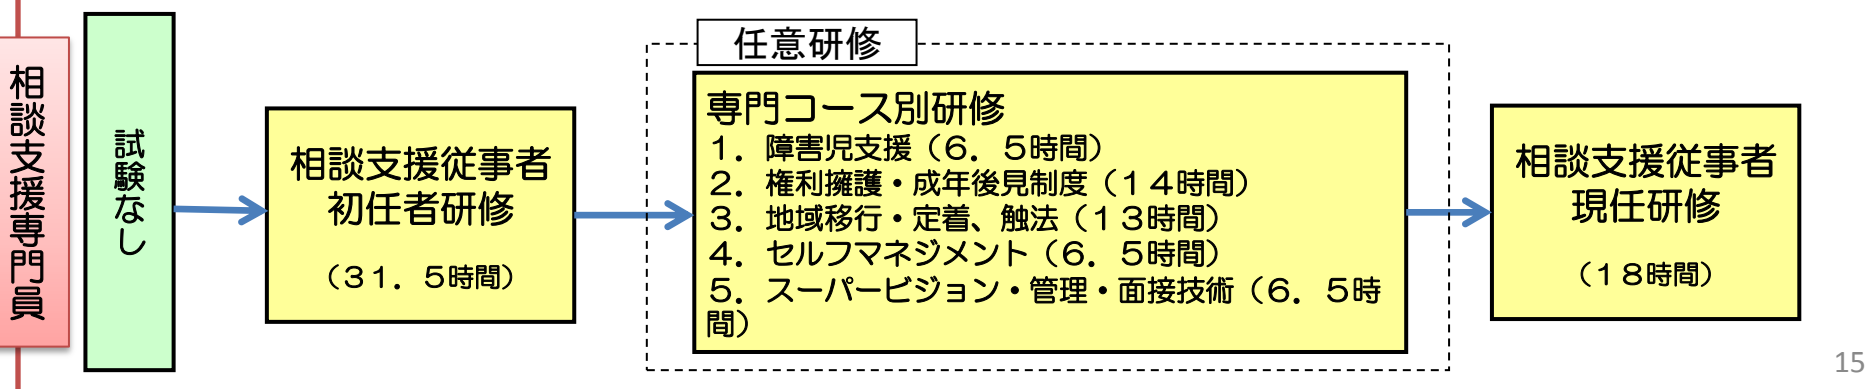 相談支援専門員
試験なし
相談支援従事者
初任者研修
（３１．５時間）
任意研修
専門コース別研修
１．障害児支援（６．５時間）
２．権利擁護・成年後見制度（１４時間）
３．地域移行・定着、触法（１３時間）
４．セルフマネジメント（６．５時間）
５．スーパービジョン・管理・面接技術（６．５時
間）
相談支援従事者
現任研修
（１８時間）
15